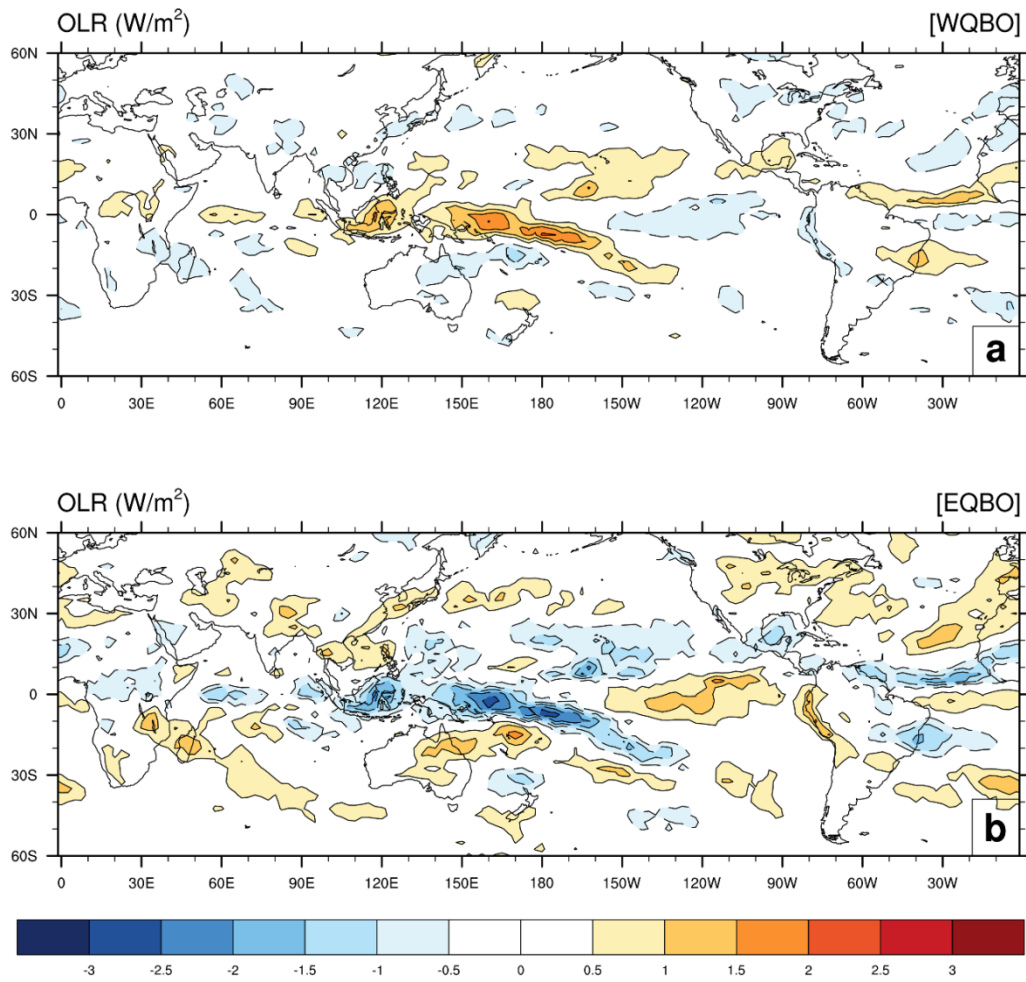 OLR (W/m²) [WQBO]
60N
30N
0
30S
60S
a
0 30E 60E 90E 120E 150E 180 150W 120W 90W 60W 30W
OLR (W/m²) [EQBO]
60N
30N
0
30S
60S
b
0 30E 60E 90E 120E 150E 180 150W 120W 90W 60W 30W
-3 -2.5 -2 -1.5 -1 -0.5 0 0.5 1 1.5 2 2.5 3